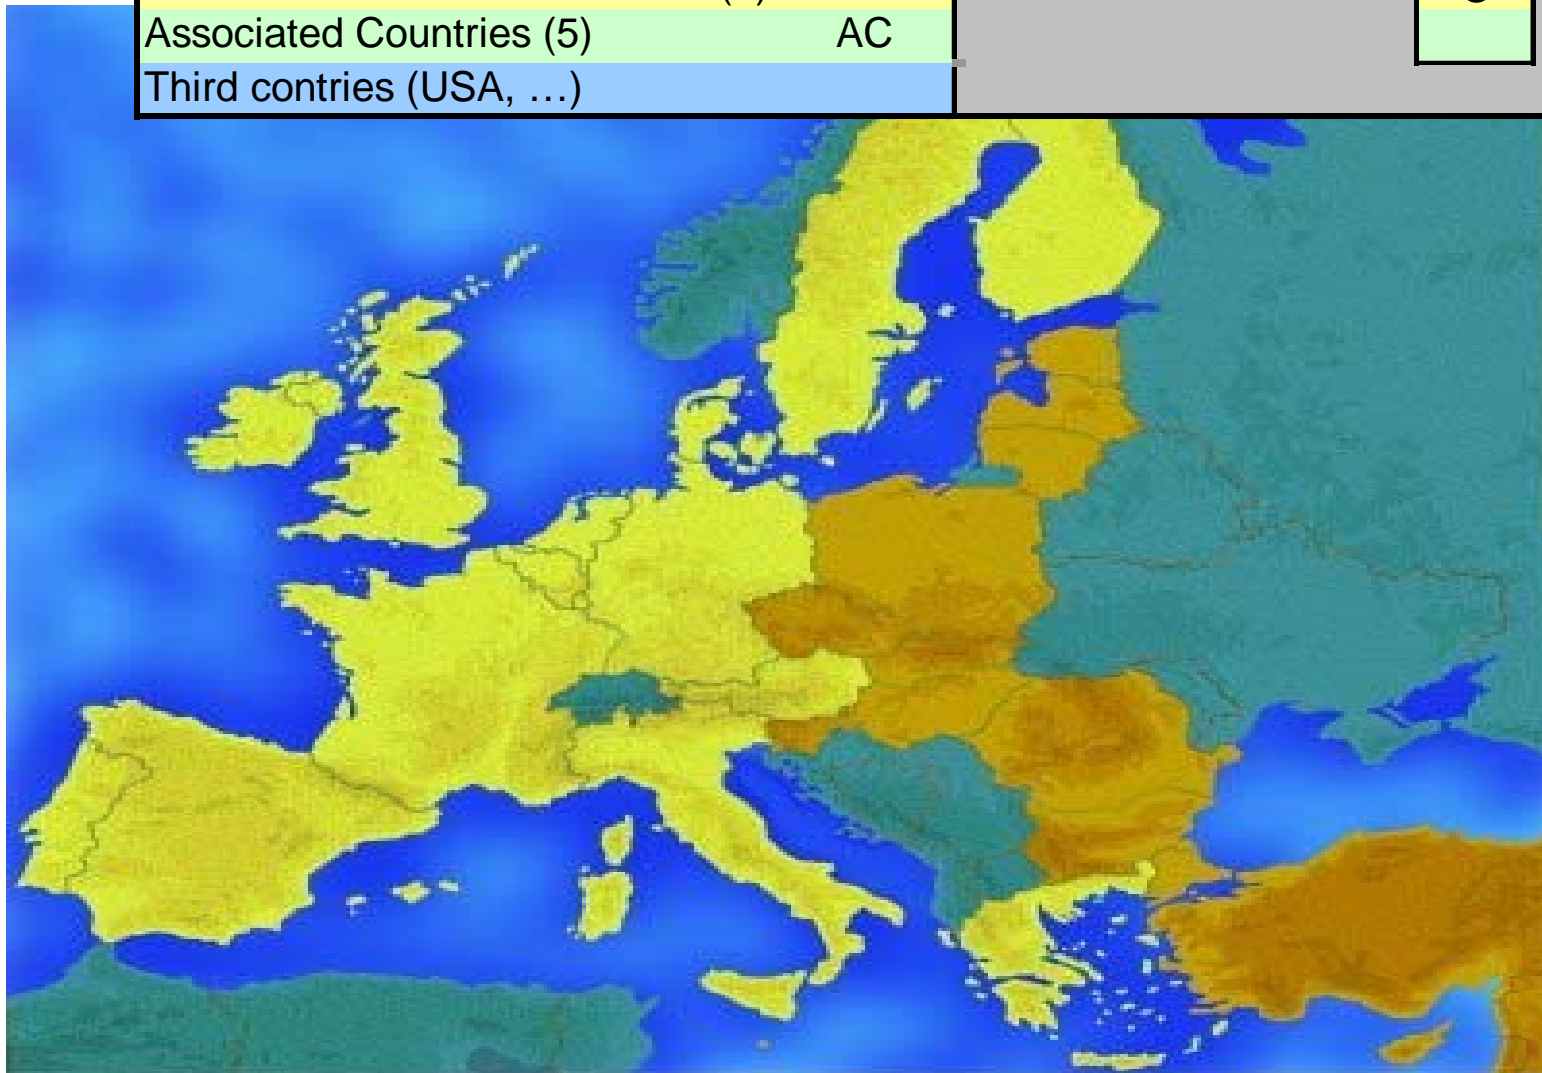 Associated Countries (5) AC
Third contries (USA, …)